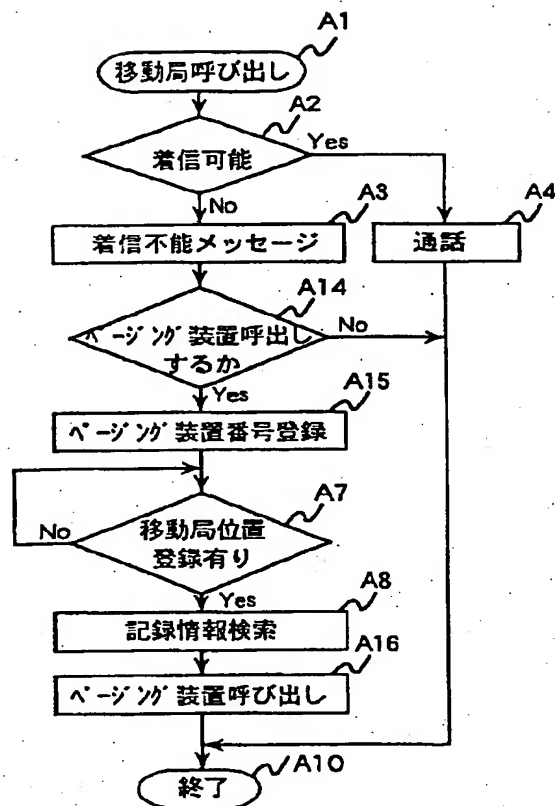 A1
移動局呼び出し
A2
着信可能
Yes
No
A3
着信不能メッセージ
A4
通話
A14
ページング装置呼出し
するか
No
Yes
A15
ページング装置番号登録
A7
移動局位置
登録有り
No
Yes
A8
記録情報検索
A16
ページング装置呼び出し
A10
終了